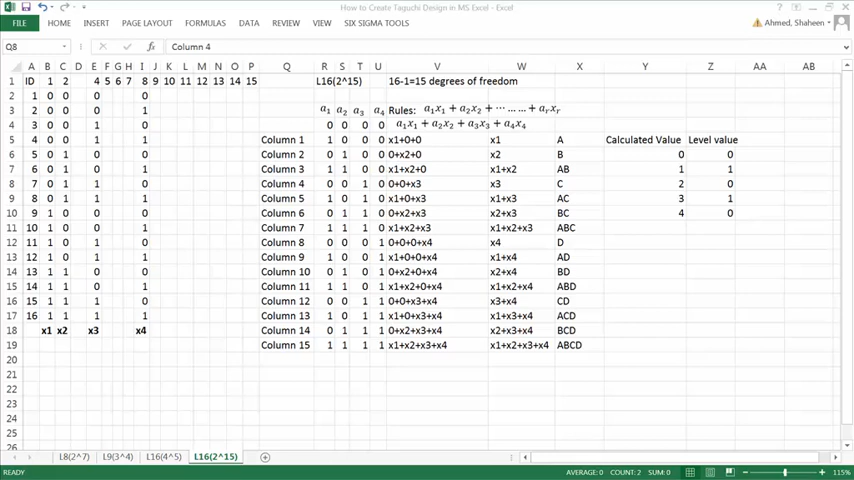 How to Create Taguchi Design in MS Excel - Excel
FILE HOME INSERT PAGE LAYOUT FORMULAS DATA REVIEW VIEW SIX SIGMA TOOLS Ahmed, Shaheen
Q8 fx Column 4
A B C E F G H I J K L M N O P Q R S T U V W X Y Z AA AB
1 ID 1 2 4 5 6 7 8 9 10 11 12 13 14 15 L16(2^15) 16-1=15 degrees of freedom
2 1 0 0 0 0
3 2 0 0 0 1 a₁ a₂ a₃ a₄ Rules: a₁x₁ + a₂x₂ + ⋯ … … + aᵣxᵣ
4 3 0 0 1 0 0 0 0 0 a₁x₁ + a₂x₂ + a₃x₃ + a₄x₄
5 4 0 0 1 1 Column 1 1 0 0 0 x1+0+0 x1 A Calculated Value Level value
6 5 0 1 0 0 Column 2 0 1 0 0 0+x2+0 x2 B 0 0
7 6 0 1 0 1 Column 3 1 1 0 0 x1+x2+0 x1+x2 AB 1 1
8 7 0 1 1 0 Column 4 0 0 1 0 0+0+x3 x3 C 2 0
9 8 0 1 1 1 Column 5 1 0 1 0 x1+0+x3 x1+x3 AC 3 1
10 9 1 0 0 0 Column 6 0 1 1 0 0+x2+x3 x2+x3 BC 4 0
11 10 1 0 0 1 Column 7 1 1 1 0 x1+x2+x3 x1+x2+x3 ABC
12 11 1 0 1 0 Column 8 0 0 0 1 0+0+0+x4 x4 D
13 12 1 0 1 1 Column 9 1 0 0 1 x1+0+0+x4 x1+x4 AD
14 13 1 1 0 0 Column 10 0 1 0 1 0+x2+0+x4 x2+x4 BD
15 14 1 1 0 1 Column 11 1 1 0 1 x1+x2+0+x4 x1+x2+x4 ABD
16 15 1 1 1 0 Column 12 0 0 1 1 0+0+x3+x4 x3+x4 CD
17 16 1 1 1 1 Column 13 1 0 1 1 x1+0+x3+x4 x1+x3+x4 ACD
18 x1 x2 x3 x4 Column 14 0 1 1 1 0+x2+x3+x4 x2+x3+x4 BCD
19 Column 15 1 1 1 1 x1+x2+x3+x4 x1+x2+x3+x4 ABCD
20
21
22
23
24
25
26
L8(2^7) L9(3^4) L16(4^5) L16(2^15)
READY AVERAGE: 0 COUNT: 2 SUM: 0 115%